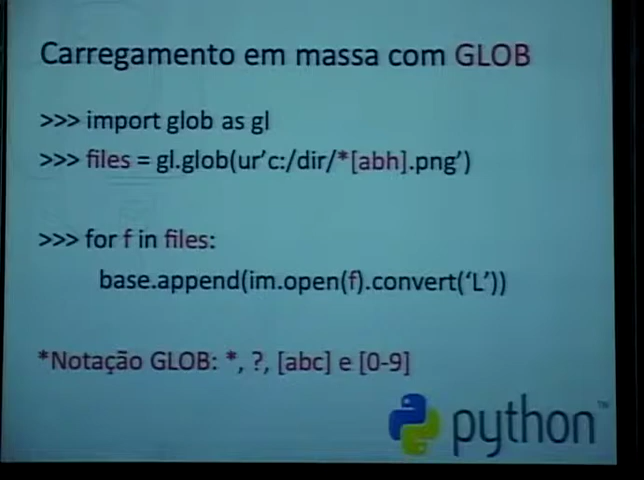 Carregamento em massa com GLOB
>>> import glob as gl
>>> files = gl.glob(ur'c:/dir/*[abh].png')
>>> for f in files:
base.append(im.open(f).convert('L'))
*Notação GLOB: *, ?, [abc] e [0-9]
python™